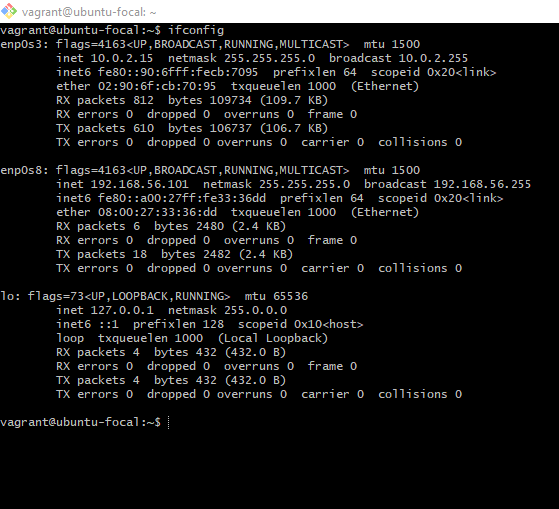 vagrant@ubuntu-focal: ~
vagrant@ubuntu-focal:~$ ifconfig
enp0s3: flags=4163<UP,BROADCAST,RUNNING,MULTICAST>  mtu 1500
        inet 10.0.2.15  netmask 255.255.255.0  broadcast 10.0.2.255
        inet6 fe80::90:6fff:fecb:7095  prefixlen 64  scopeid 0x20<link>
        ether 02:90:6f:cb:70:95  txqueuelen 1000  (Ethernet)
        RX packets 812  bytes 109734 (109.7 KB)
        RX errors 0  dropped 0  overruns 0  frame 0
        TX packets 610  bytes 106737 (106.7 KB)
        TX errors 0  dropped 0 overruns 0  carrier 0  collisions 0

enp0s8: flags=4163<UP,BROADCAST,RUNNING,MULTICAST>  mtu 1500
        inet 192.168.56.101  netmask 255.255.255.0  broadcast 192.168.56.255
        inet6 fe80::a00:27ff:fe33:36dd  prefixlen 64  scopeid 0x20<link>
        ether 08:00:27:33:36:dd  txqueuelen 1000  (Ethernet)
        RX packets 6  bytes 2480 (2.4 KB)
        RX errors 0  dropped 0  overruns 0  frame 0
        TX packets 18  bytes 2482 (2.4 KB)
        TX errors 0  dropped 0 overruns 0  carrier 0  collisions 0

lo: flags=73<UP,LOOPBACK,RUNNING>  mtu 65536
        inet 127.0.0.1  netmask 255.0.0.0
        inet6 ::1  prefixlen 128  scopeid 0x10<host>
        loop  txqueuelen 1000  (Local Loopback)
        RX packets 4  bytes 432 (432.0 B)
        RX errors 0  dropped 0  overruns 0  frame 0
        TX packets 4  bytes 432 (432.0 B)
        TX errors 0  dropped 0 overruns 0  carrier 0  collisions 0

vagrant@ubuntu-focal:~$